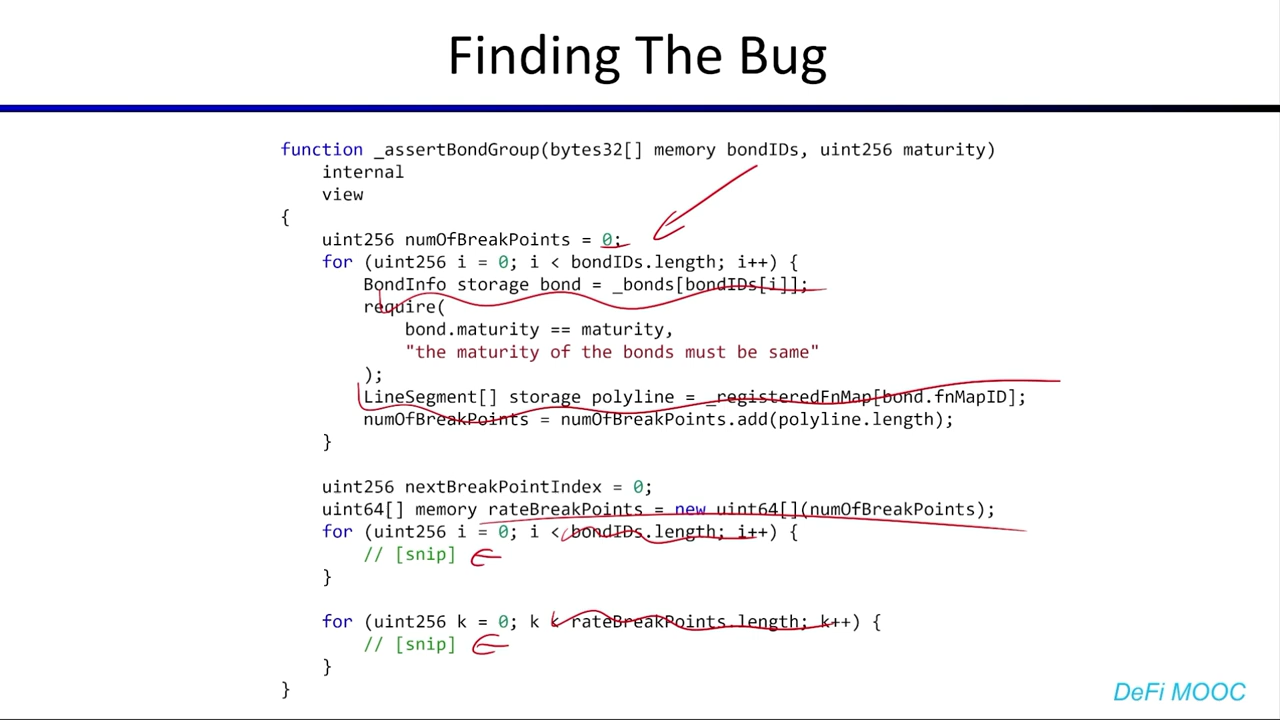 Finding The Bug
function _assertBondGroup(bytes32[] memory bondIDs, uint256 maturity)
internal
view
{
uint256 numOfBreakPoints = 0;
for (uint256 i = 0; i < bondIDs.length; i++) {
BondInfo storage bond = _bonds[bondIDs[i]];
require(
bond.maturity == maturity,
"the maturity of the bonds must be same"
);
LineSegment[] storage polyline = _registeredFnMap[bond.fnMapID];
numOfBreakPoints = numOfBreakPoints.add(polyline.length);
}
uint256 nextBreakPointIndex = 0;
uint64[] memory rateBreakPoints = new uint64[](numOfBreakPoints);
for (uint256 i = 0; i < bondIDs.length; i++) {
// [snip]
}
for (uint256 k = 0; k < rateBreakPoints.length; k++) {
// [snip]
}
}
DeFi MOOC